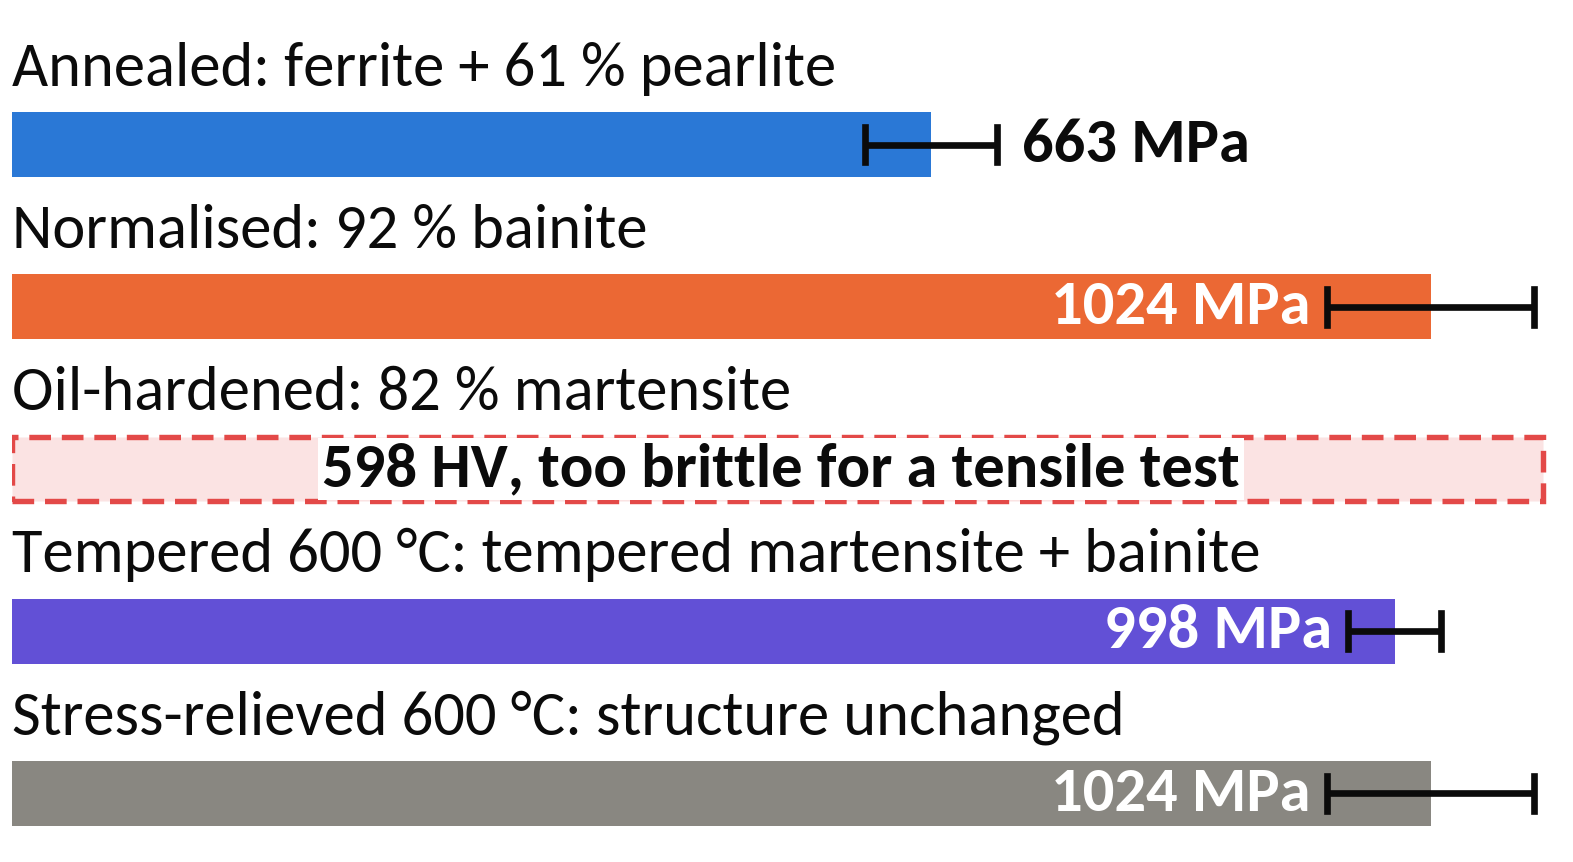 Annealed: ferrite + 61 % pearlite
663 MPa
Normalised: 92 % bainite
1024 MPa
Oil-hardened: 82 % martensite
598 HV, too brittle for a tensile test
Tempered 600 °C: tempered martensite + bainite
998 MPa
Stress-relieved 600 °C: structure unchanged
1024 MPa